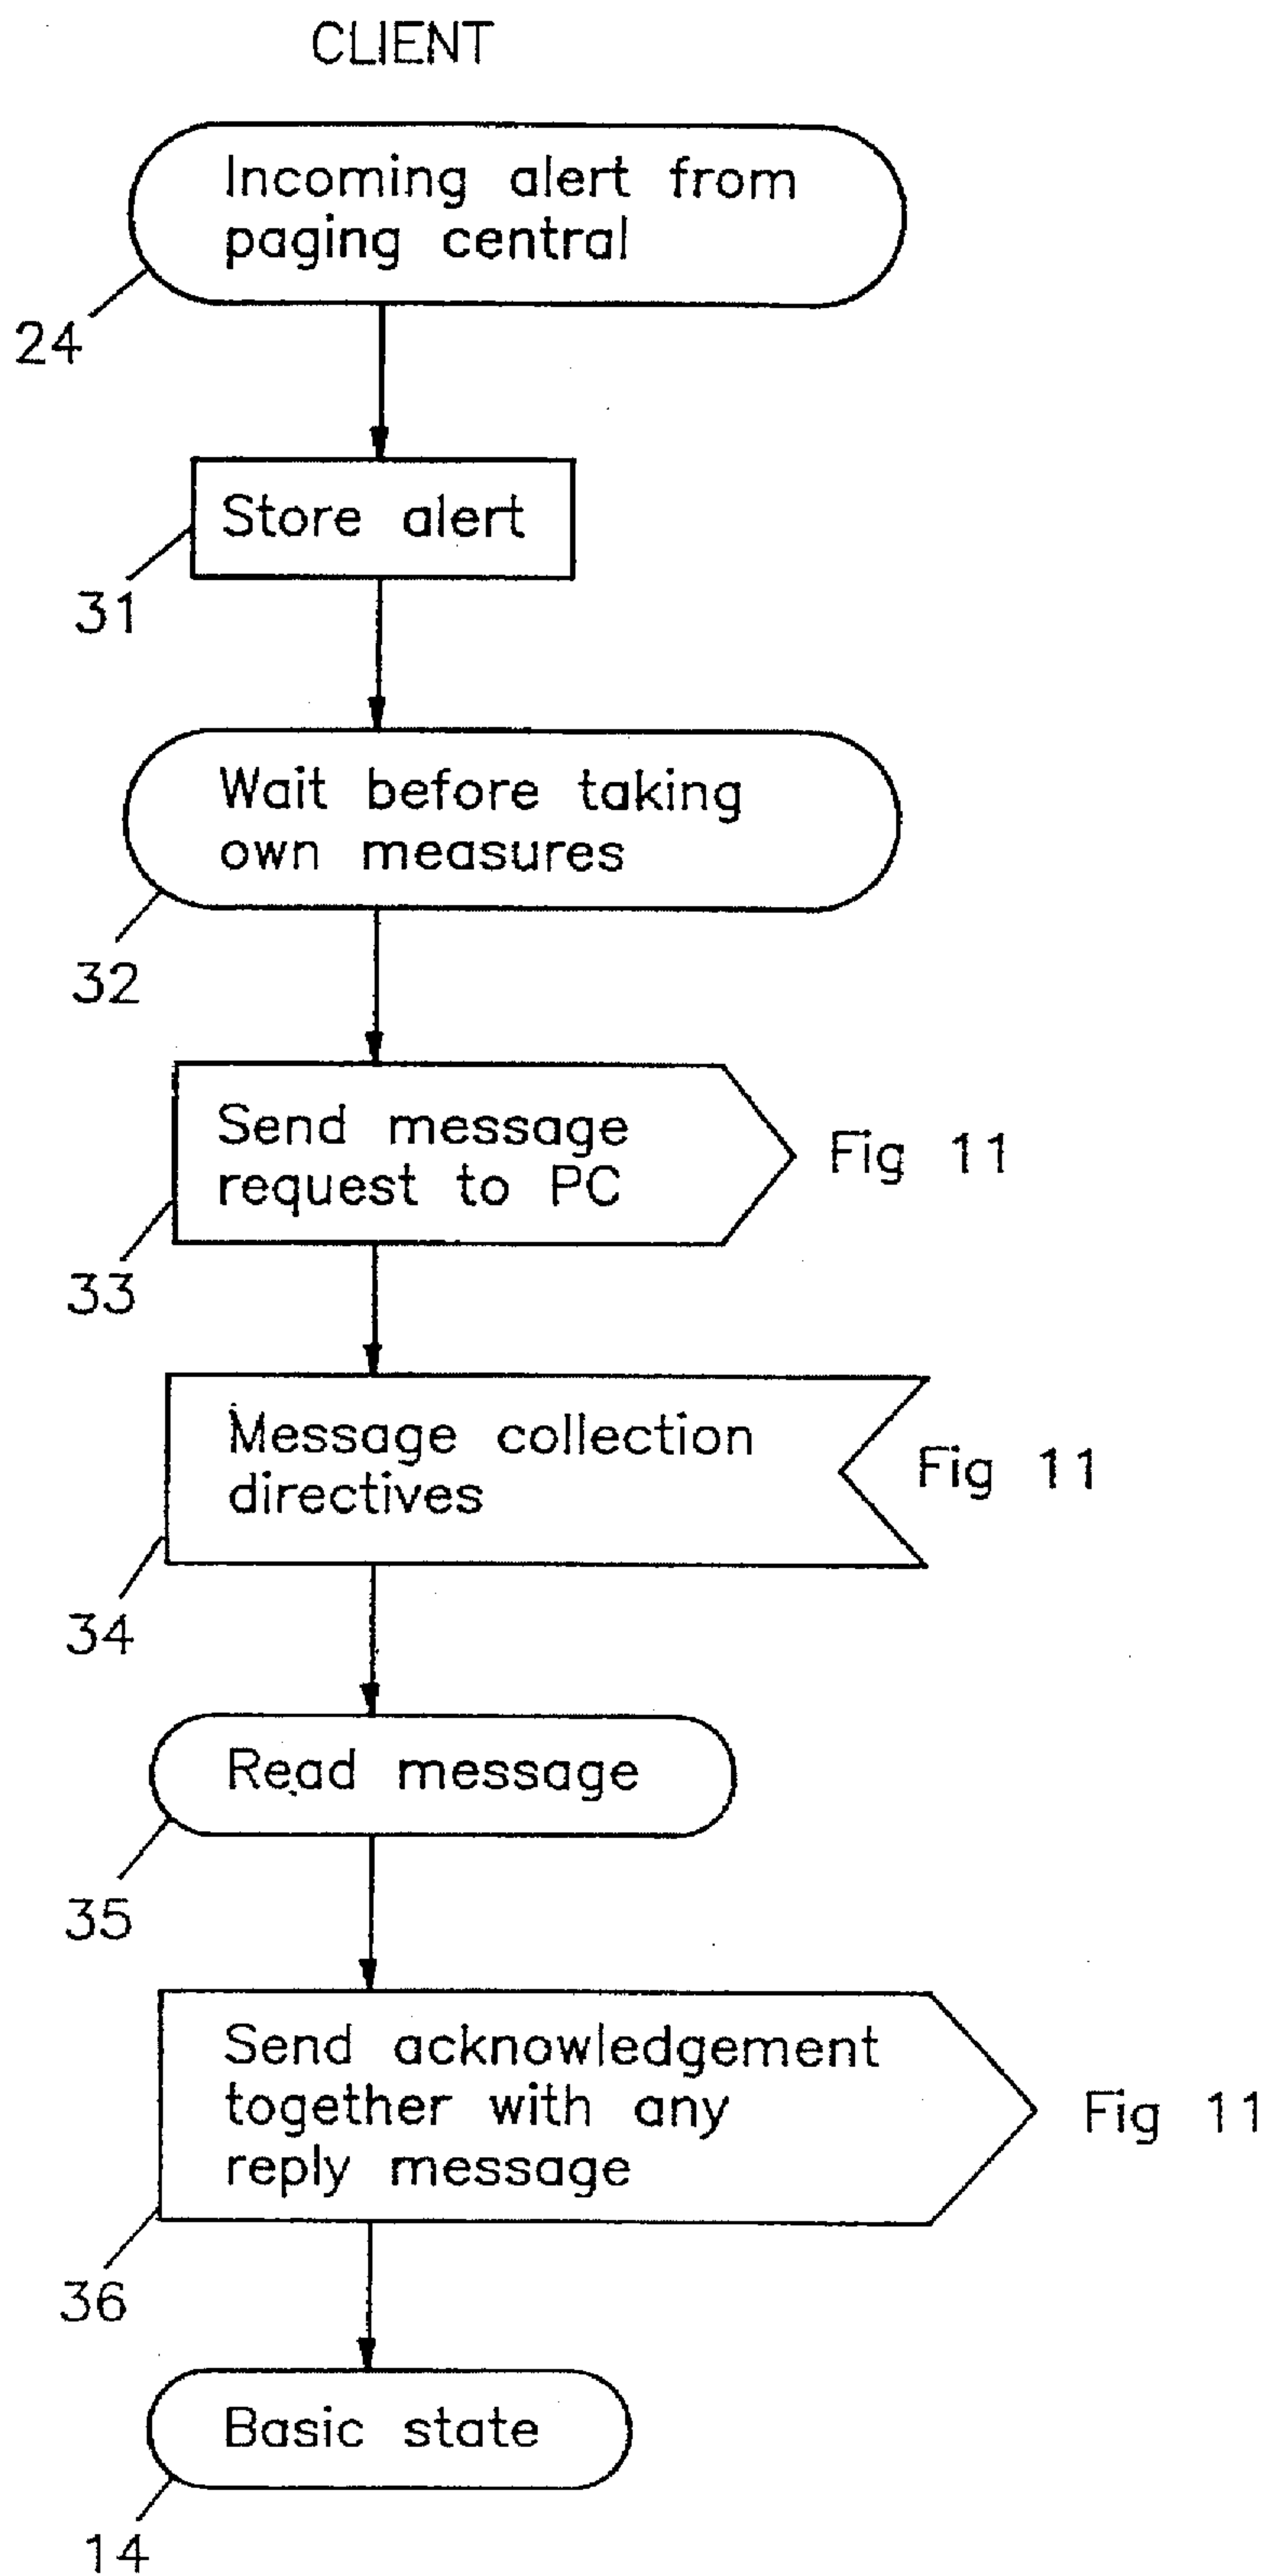 CLIENT
Incoming alert from
paging central
24
Store alert
31
Wait before taking
own measures
32
Send message
request to PC
Fig 11
33
Message collection
directives
Fig 11
34
Read message
35
Send acknowledgement
together with any
reply message
Fig 11
36
Basic state
14